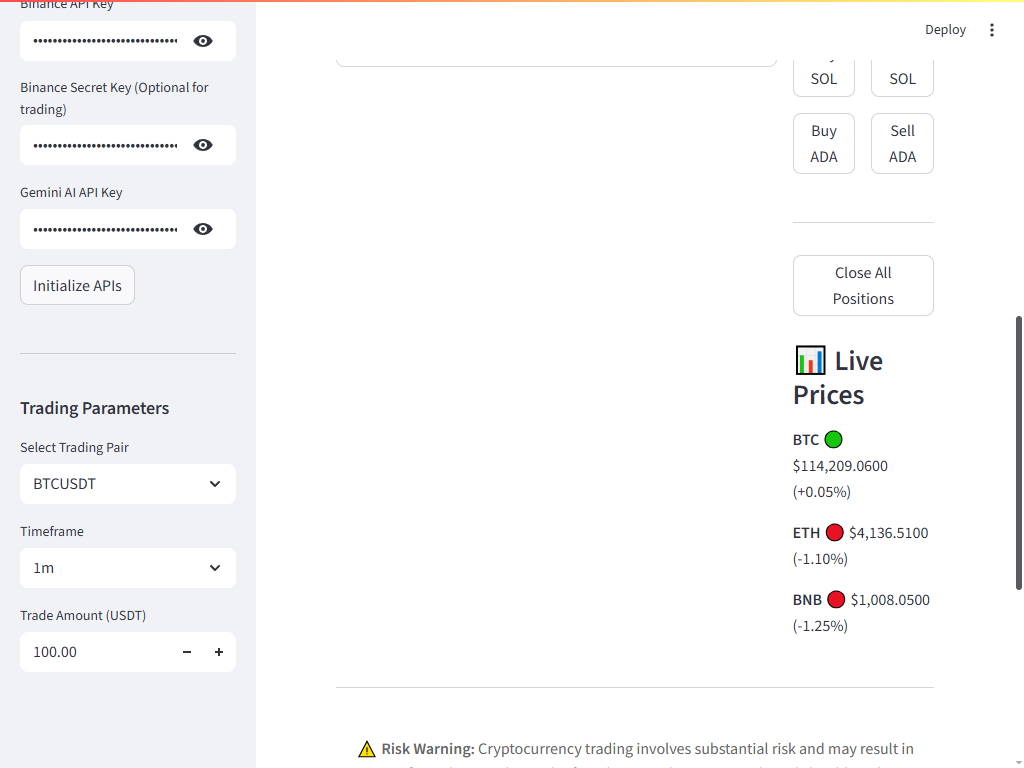 Binance API Key
••••••••••••••••••••••••••••••
Binance Secret Key (Optional for
trading)
••••••••••••••••••••••••••••••
Gemini AI API Key
••••••••••••••••••••••••••••••
Initialize APIs
Trading Parameters
Select Trading Pair
BTCUSDT
Timeframe
1m
Trade Amount (USDT)
100.00
Deploy
SOL
SOL
Buy
ADA
Sell
ADA
Close All
Positions
📊 Live
Prices
BTC 🟢
$114,209.0600
(+0.05%)
ETH 🔴 $4,136.5100
(-1.10%)
BNB 🔴 $1,008.0500
(-1.25%)
⚠️ Risk Warning: Cryptocurrency trading involves substantial risk and may result in